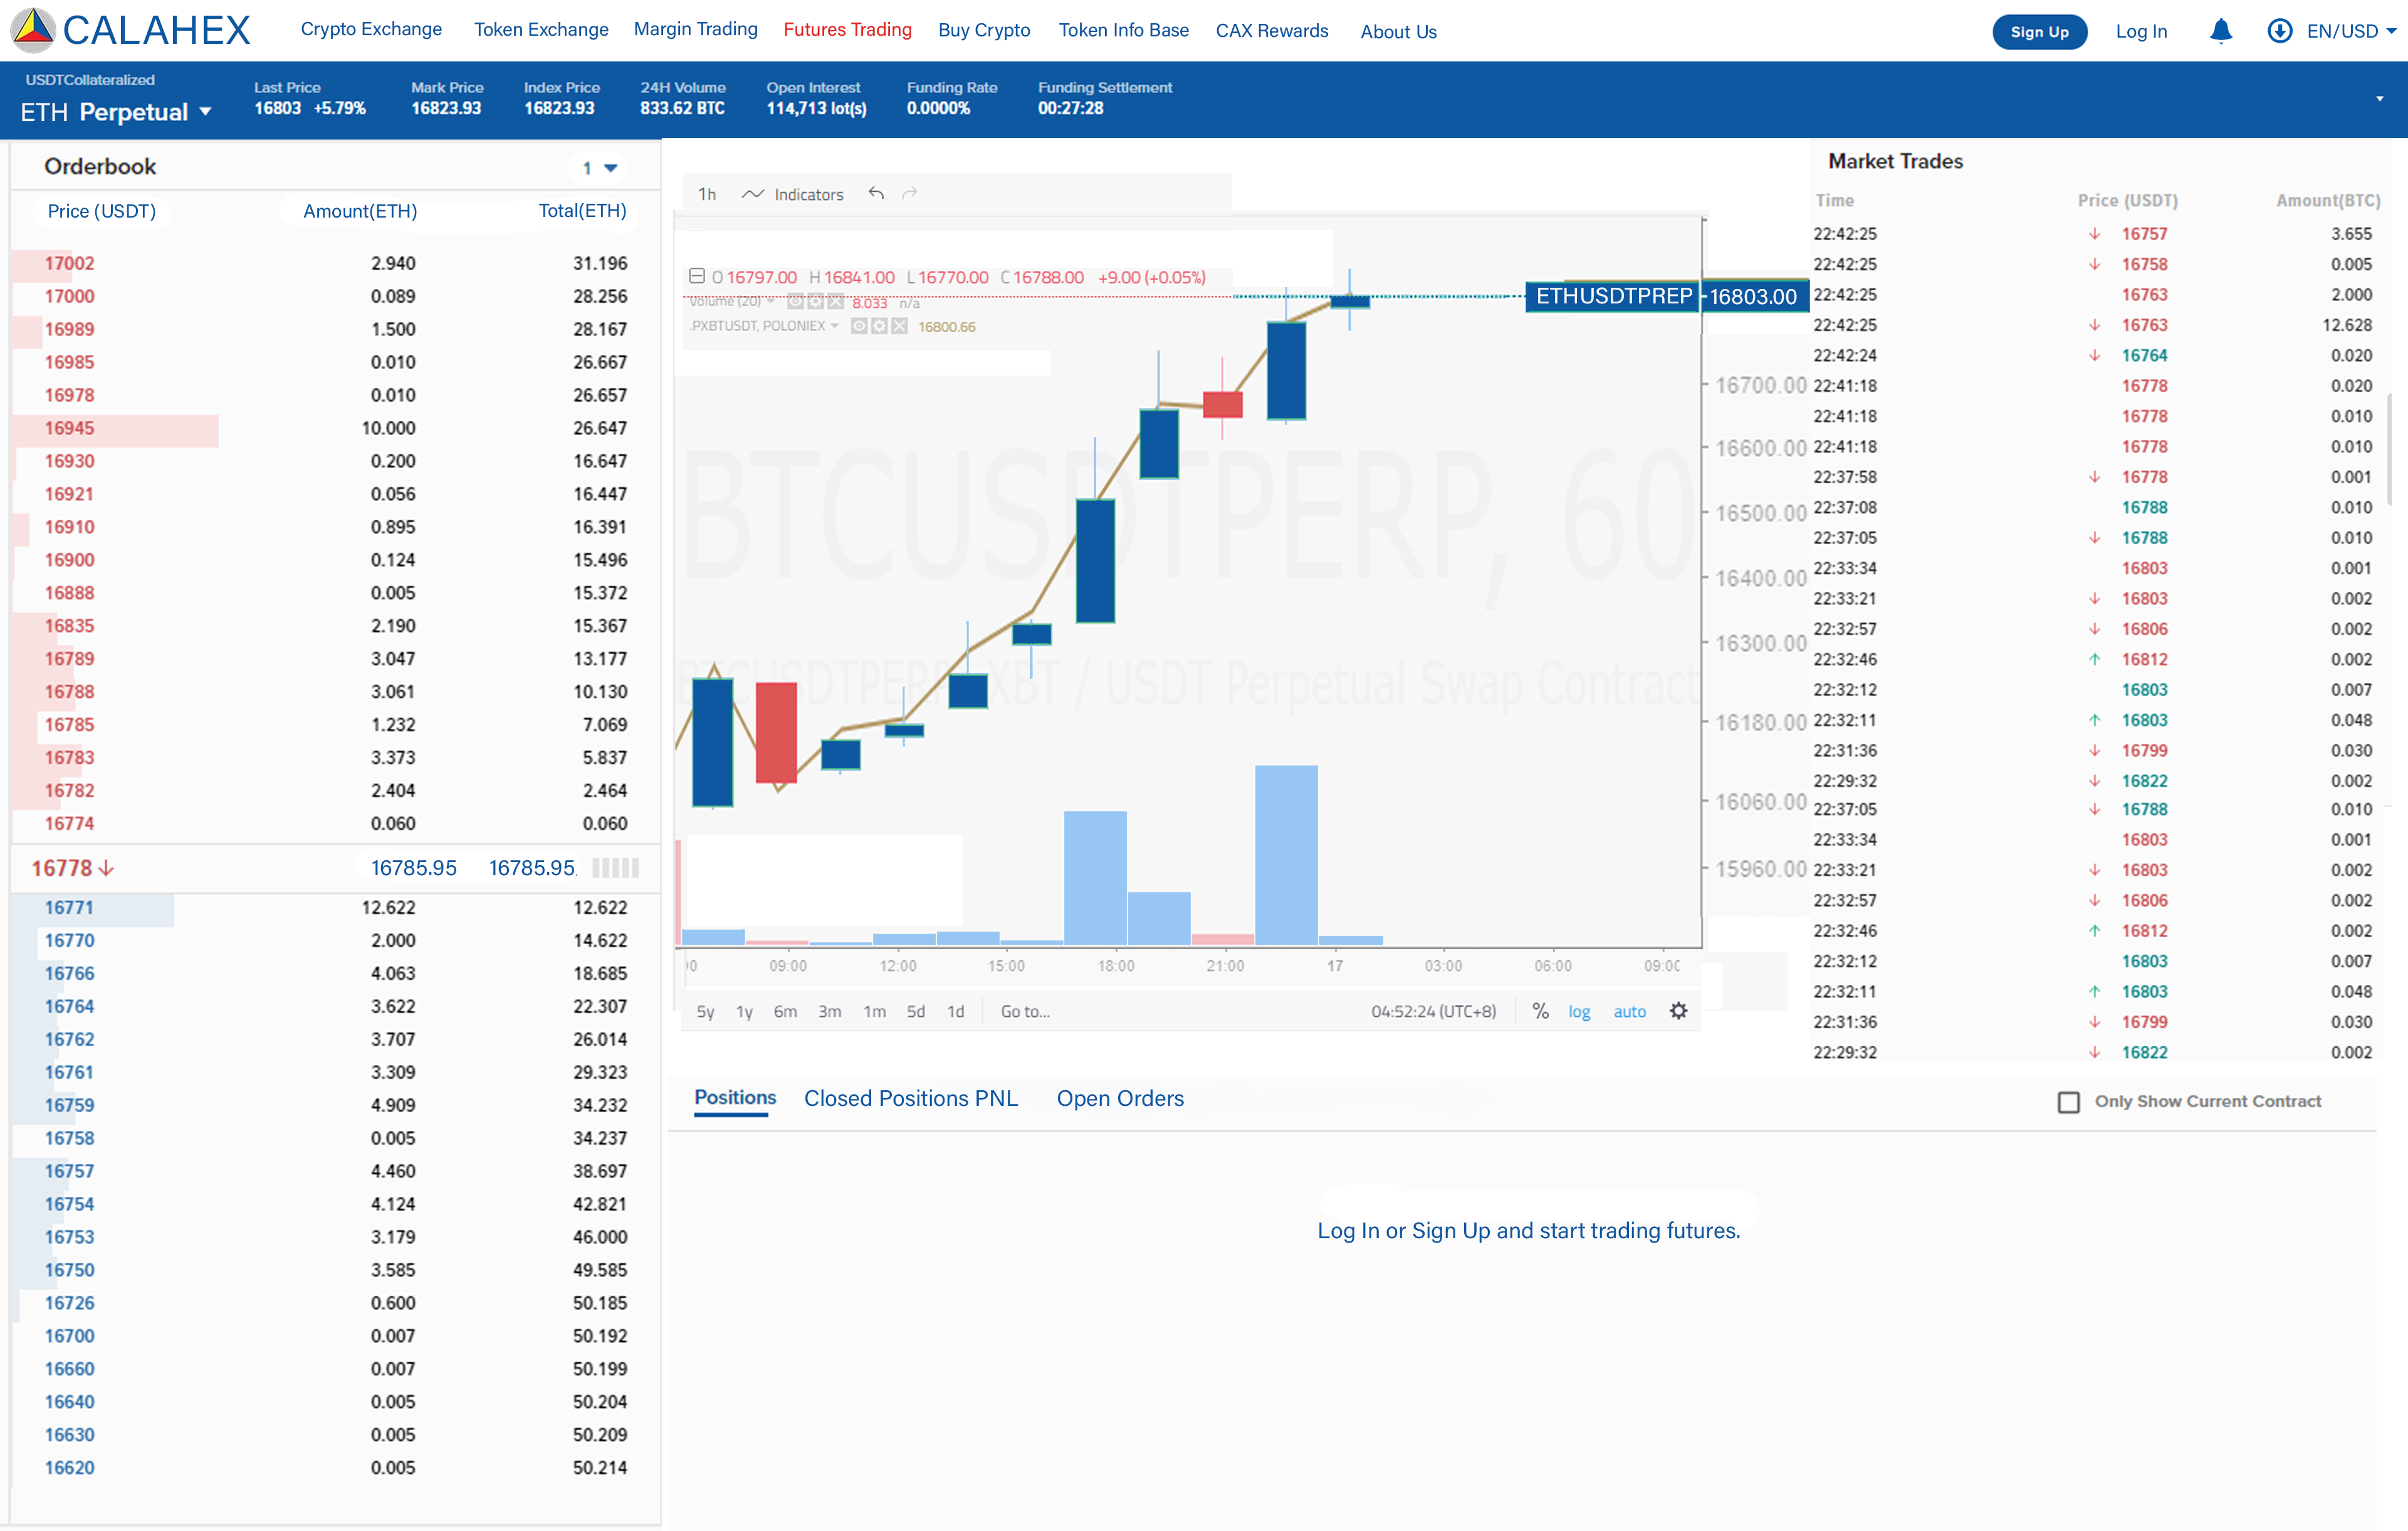 CALAHEX Crypto Exchange Token Exchange Margin Trading Futures Trading Buy Crypto Token Info Base CAX Rewards About Us Sign Up Log In EN/USD
USDTCollateralized
ETH Perpetual
Last Price Mark Price Index Price 24H Volume Open Interest Funding Rate Funding Settlement
16803 +5.79% 16823.93 16823.93 833.62 BTC 114,713 lot(s) 0.0000% 00:27:28
Orderbook 1
Price (USDT) Amount(ETH) Total(ETH)
17002 2.940 31.196
17000 0.089 28.256
16989 1.500 28.167
16985 0.010 26.667
16978 0.010 26.657
16945 10.000 26.647
16930 0.200 16.647
16921 0.056 16.447
16910 0.895 16.391
16900 0.124 15.496
16888 0.005 15.372
16835 2.190 15.367
16789 3.047 13.177
16788 3.061 10.130
16785 1.232 7.069
16783 3.373 5.837
16782 2.404 2.464
16774 0.060 0.060
16778 16785.95 16785.95
16771 12.622 12.622
16770 2.000 14.622
16766 4.063 18.685
16764 3.622 22.307
16762 3.707 26.014
16761 3.309 29.323
16759 4.909 34.232
16758 0.005 34.237
16757 4.460 38.697
16754 4.124 42.821
16753 3.179 46.000
16750 3.585 49.585
16726 0.600 50.185
16700 0.007 50.192
16660 0.007 50.199
16640 0.005 50.204
16630 0.005 50.209
16620 0.005 50.214
1h Indicators
O 16797.00 H 16841.00 L 16770.00 C 16788.00 +9.00 (+0.05%)
Volume (20) 8.033 n/a
.PXBTUSDT, POLONIEX 16800.66
ETHUSDTPREP 16803.00
16700.00
16600.00
16500.00
16400.00
16300.00
16180.00
16060.00
15960.00
BTCUSDTPERP, 60
BTCUSDTPERP, XBT / USDT Perpetual Swap Contract
09:00 12:00 15:00 18:00 21:00 17 03:00 06:00 09:00
5y 1y 6m 3m 1m 5d 1d Go to... 04:52:24 (UTC+8) % log auto
Market Trades
Time Price (USDT) Amount(BTC)
22:42:25 ↓ 16757 3.655
22:42:25 ↓ 16758 0.005
22:42:25 16763 2.000
22:42:25 ↓ 16763 12.628
22:42:24 ↓ 16764 0.020
22:41:18 16778 0.020
22:41:18 16778 0.010
22:41:18 16778 0.010
22:37:58 ↓ 16778 0.001
22:37:08 16788 0.010
22:37:05 ↓ 16788 0.010
22:33:34 16803 0.001
22:33:21 ↓ 16803 0.002
22:32:57 ↓ 16806 0.002
22:32:46 ↑ 16812 0.002
22:32:12 16803 0.007
22:32:11 ↑ 16803 0.048
22:31:36 ↓ 16799 0.030
22:29:32 ↓ 16822 0.002
22:37:05 ↓ 16788 0.010
22:33:34 16803 0.001
22:33:21 ↓ 16803 0.002
22:32:57 ↓ 16806 0.002
22:32:46 ↑ 16812 0.002
22:32:12 16803 0.007
22:32:11 ↑ 16803 0.048
22:31:36 ↓ 16799 0.030
22:29:32 ↓ 16822 0.002
Positions Closed Positions PNL Open Orders Only Show Current Contract
Log In or Sign Up and start trading futures.